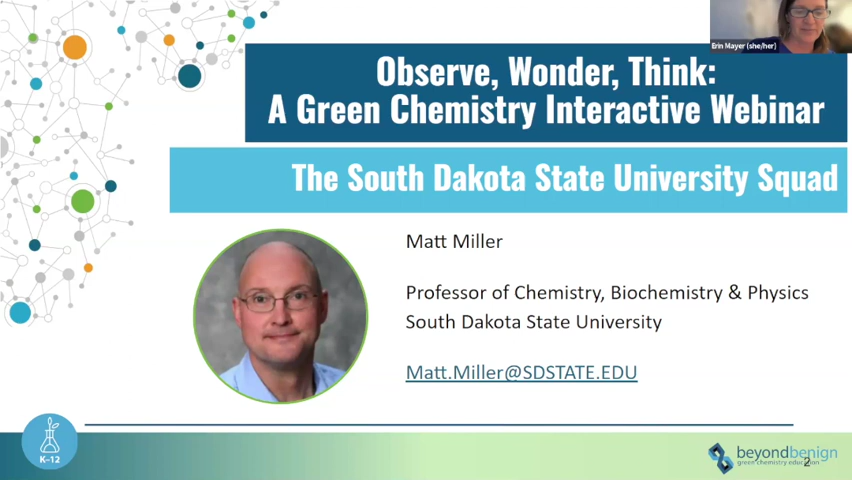 Erin Mayer (she/her)
Observe, Wonder, Think:
A Green Chemistry Interactive Webinar
The South Dakota State University Squad
Matt Miller
Professor of Chemistry, Biochemistry & Physics
South Dakota State University
Matt.Miller@SDSTATE.EDU
K-12
beyondbenign
green chemistry education
2